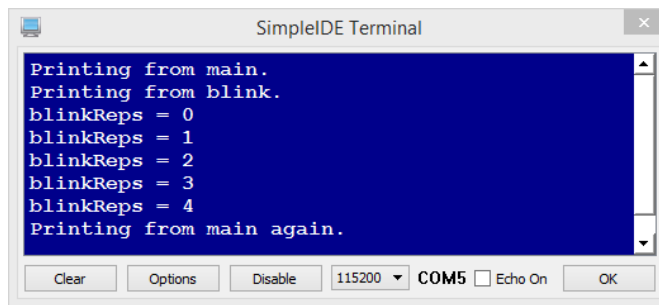 SimpleIDE Terminal
Printing from main.
Printing from blink.
blinkReps = 0
blinkReps = 1
blinkReps = 2
blinkReps = 3
blinkReps = 4
Printing from main again.
Clear Options Disable 115200 COM5 Echo On OK